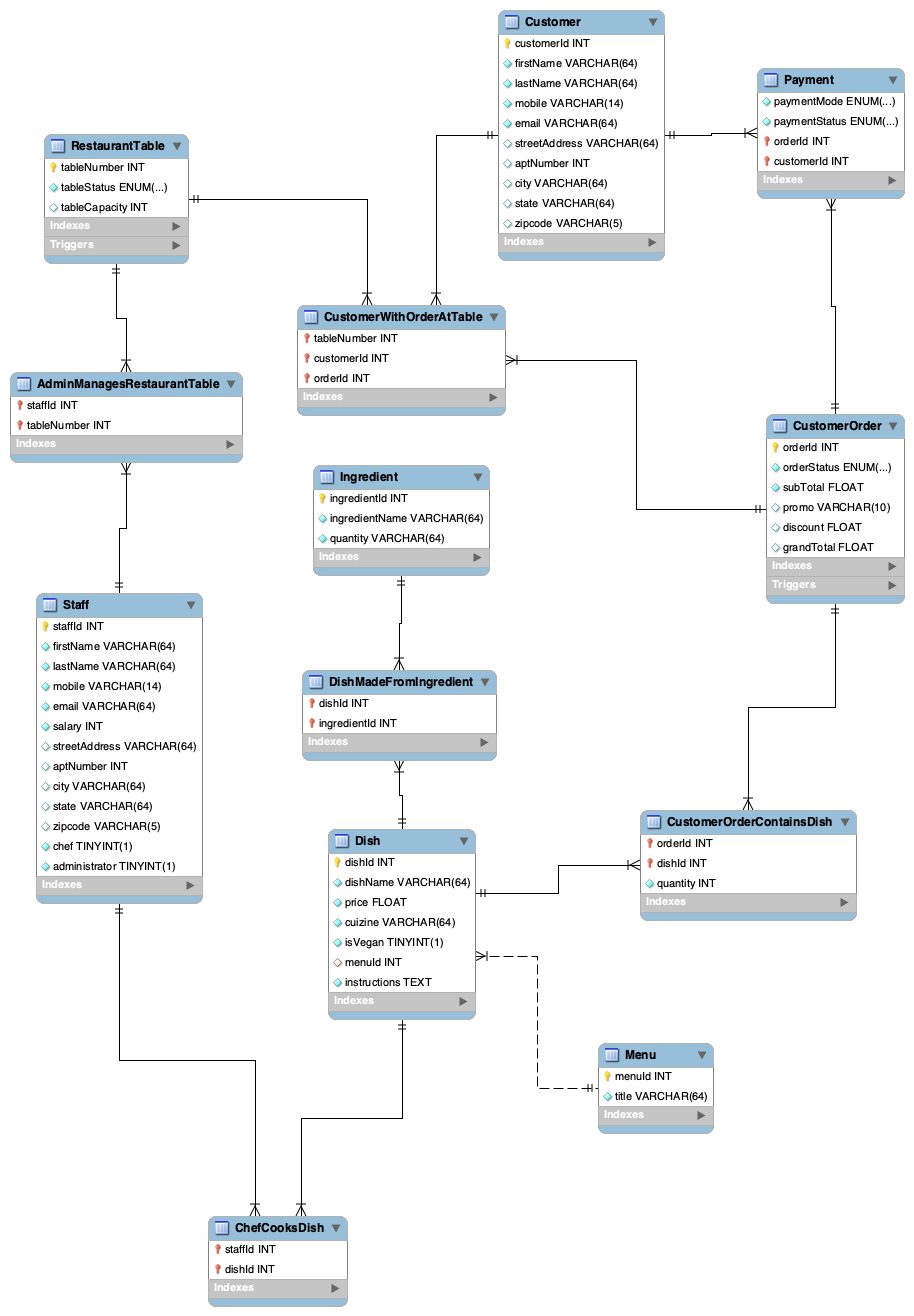 Customer
customerId INT
firstName VARCHAR(64)
lastName VARCHAR(64)
mobile VARCHAR(14)
email VARCHAR(64)
streetAddress VARCHAR(64)
aptNumber INT
city VARCHAR(64)
state VARCHAR(64)
zipcode VARCHAR(5)
Indexes
Payment
paymentMode ENUM(...)
paymentStatus ENUM(...)
orderId INT
customerId INT
Indexes
RestaurantTable
tableNumber INT
tableStatus ENUM(...)
tableCapacity INT
Indexes
Triggers
CustomerWithOrderAtTable
tableNumber INT
customerId INT
orderId INT
Indexes
AdminManagesRestaurantTable
staffId INT
tableNumber INT
Indexes
CustomerOrder
orderId INT
orderStatus ENUM(...)
subTotal FLOAT
promo VARCHAR(10)
discount FLOAT
grandTotal FLOAT
Indexes
Triggers
Ingredient
ingredientId INT
ingredientName VARCHAR(64)
quantity VARCHAR(64)
Indexes
Staff
staffId INT
firstName VARCHAR(64)
lastName VARCHAR(64)
mobile VARCHAR(14)
email VARCHAR(64)
salary INT
streetAddress VARCHAR(64)
aptNumber INT
city VARCHAR(64)
state VARCHAR(64)
zipcode VARCHAR(5)
chef TINYINT(1)
administrator TINYINT(1)
Indexes
DishMadeFromIngredient
dishId INT
ingredientId INT
Indexes
Dish
dishId INT
dishName VARCHAR(64)
price FLOAT
cuizine VARCHAR(64)
isVegan TINYINT(1)
menuId INT
instructions TEXT
Indexes
CustomerOrderContainsDish
orderId INT
dishId INT
quantity INT
Indexes
Menu
menuId INT
title VARCHAR(64)
Indexes
ChefCooksDish
staffId INT
dishId INT
Indexes